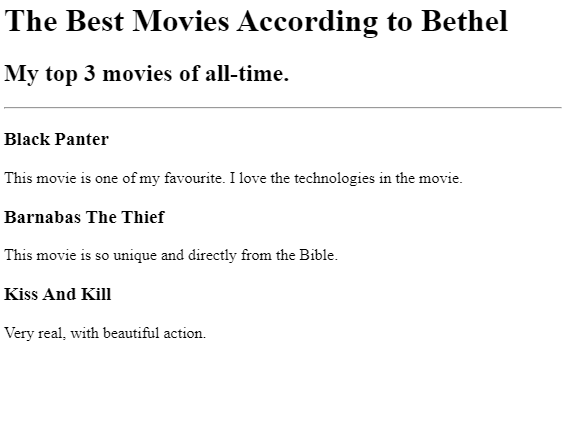 The Best Movies According to Bethel
My top 3 movies of all-time.
Black Panter
This movie is one of my favourite. I love the technologies in the movie.
Barnabas The Thief
This movie is so unique and directly from the Bible.
Kiss And Kill
Very real, with beautiful action.